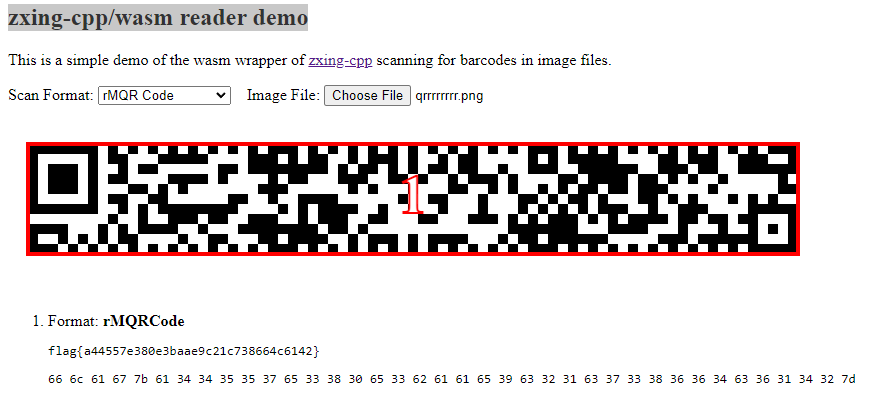 zxing-cpp/wasm reader demo
This is a simple demo of the wasm wrapper of zxing-cpp scanning for barcodes in image files.
Scan Format: rMQR Code Image File: Choose File qrrrrrrrr.png
1
1. Format: rMQRCode
flag{a44557e380e3baae9c21c738664c6142}
66 6c 61 67 7b 61 34 34 35 35 37 65 33 38 30 65 33 62 61 61 65 39 63 32 31 63 37 33 38 36 36 34 63 36 31 34 32 7d